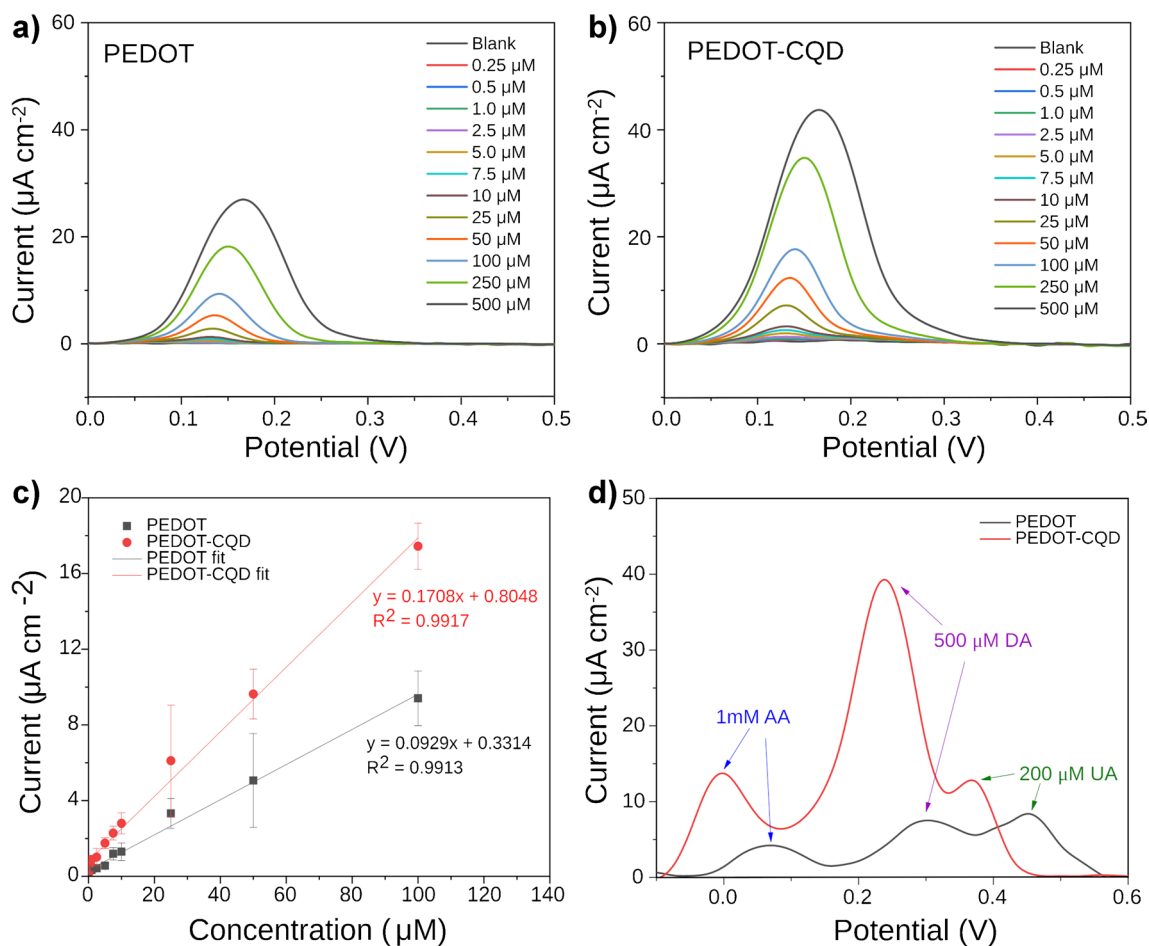 a)
PEDOT
Blank
0.25 µM
0.5 µM
1.0 µM
2.5 µM
5.0 µM
7.5 µM
10 µM
25 µM
50 µM
100 µM
250 µM
500 µM
60
40
20
0
Current (µA cm-2)
0.0 0.1 0.2 0.3 0.4 0.5
Potential (V)
b)
PEDOT-CQD
Blank
0.25 µM
0.5 µM
1.0 µM
2.5 µM
5.0 µM
7.5 µM
10 µM
25 µM
50 µM
100 µM
250 µM
500 µM
60
40
20
0
Current (µA cm-2)
0.0 0.1 0.2 0.3 0.4 0.5
Potential (V)
c)
PEDOT
PEDOT-CQD
PEDOT fit
PEDOT-CQD fit
y = 0.1708x + 0.8048
R2 = 0.9917
y = 0.0929x + 0.3314
R2 = 0.9913
20
16
12
8
4
0
Current (µA cm -2)
0 20 40 60 80 100 120 140
Concentration (µM)
d)
PEDOT
PEDOT-CQD
500 µM DA
1mM AA
200 µM UA
50
40
30
20
10
0
Current (µA cm-2)
0.0 0.2 0.4 0.6
Potential (V)